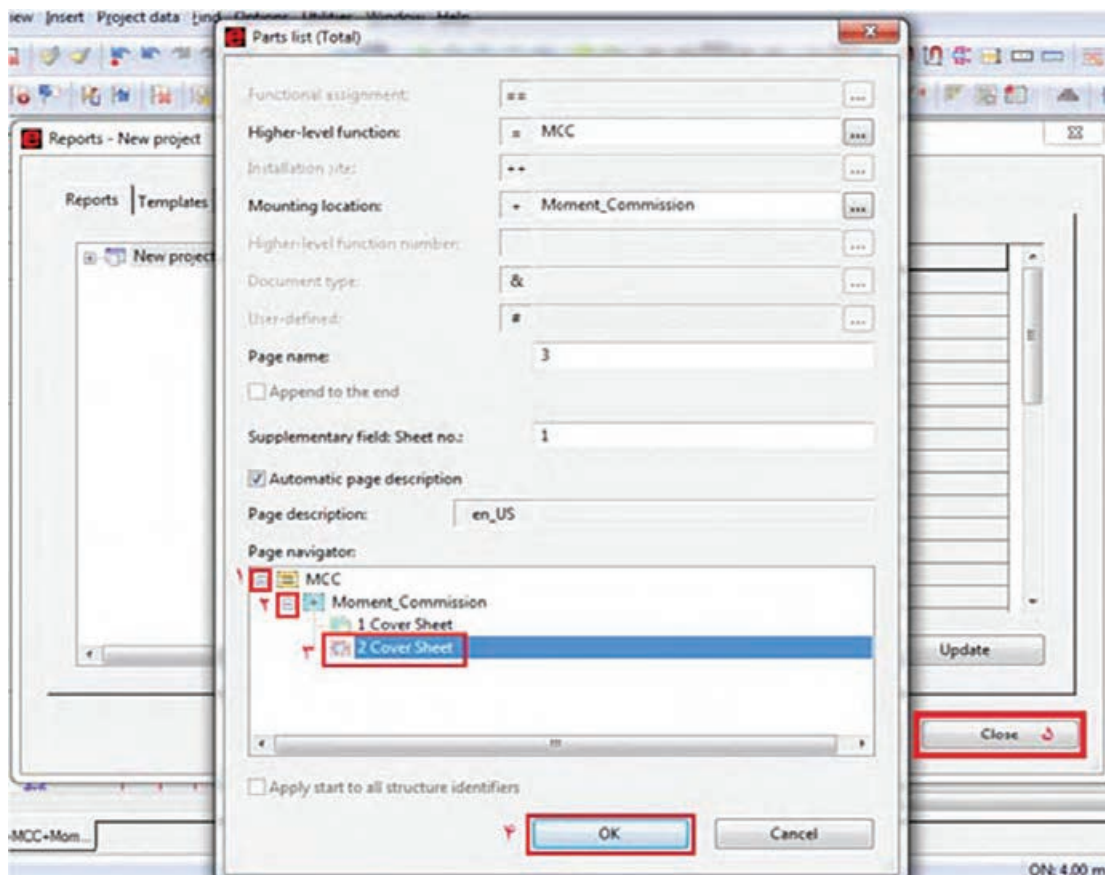 iew Insert Project data Find Options Utilities Window Help
Parts list (Total)
Reports - New project
Reports
Templates
New project
Functional assignment:
==
...
Higher-level function:
= MCC
...
Installation site:
++
...
Mounting location:
+ Moment_Commission
...
Higher-level function number:
...
Document type:
&
...
User-defined:
#
...
Page name:
3
Append to the end
Supplementary field: Sheet no.:
1
Automatic page description
Page description:
en_US
Page navigator:
۱ MCC
۲ Moment_Commission
1 Cover Sheet
۳ 2 Cover Sheet
Update
Close ۵
Apply start to all structure identifiers
۴ OK
Cancel
-MCC+Mom...
ON: 4.00 m